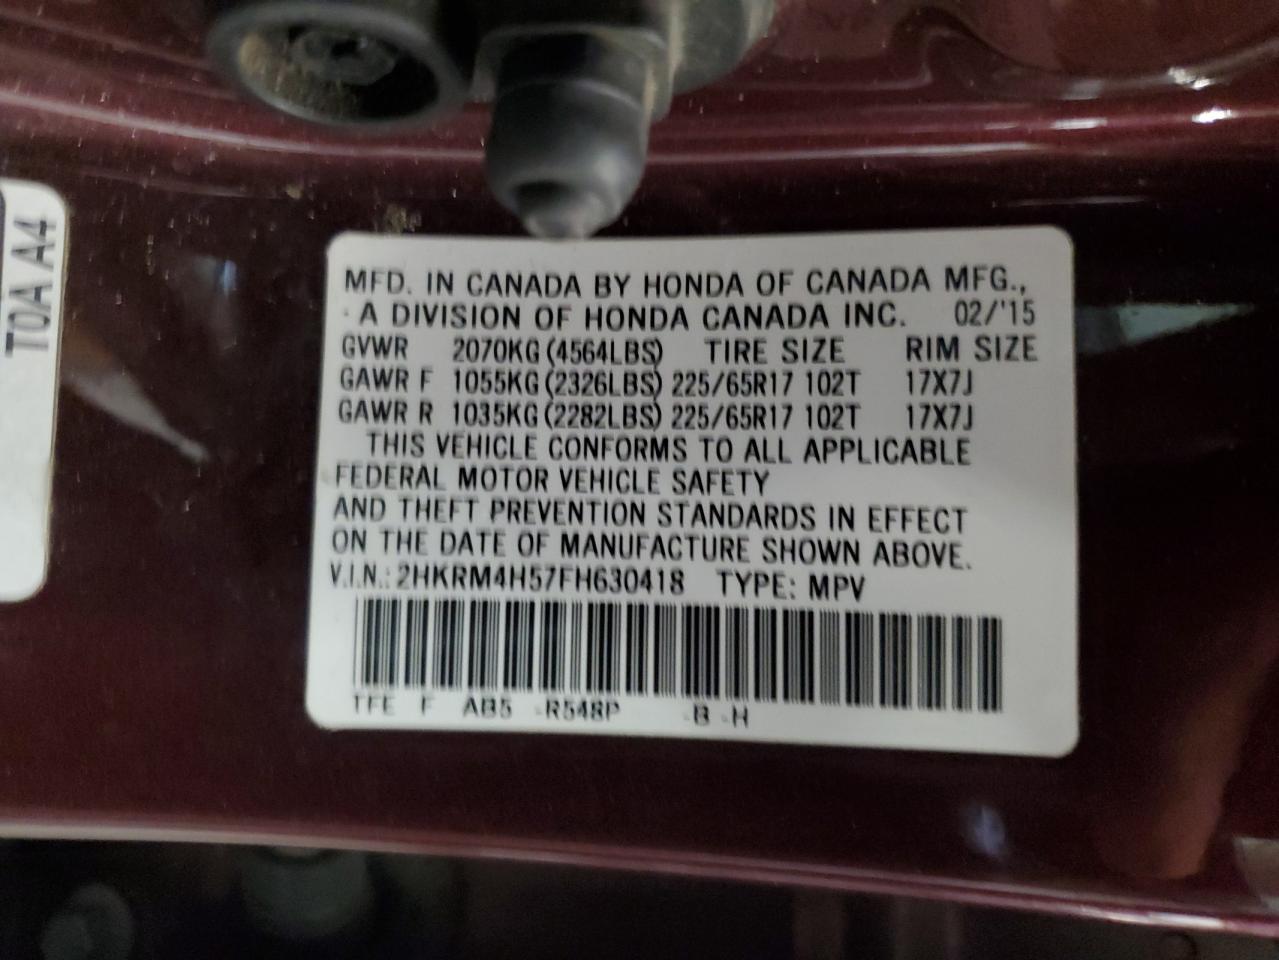 T0A A4
MFD. IN CANADA BY HONDA OF CANADA MFG.,
A DIVISION OF HONDA CANADA INC. 02/'15
GVWR 2070KG(4564LBS) TIRE SIZE RIM SIZE
GAWR F 1055KG(2326LBS) 225/65R17 102T 17X7J
GAWR R 1035KG(2282LBS) 225/65R17 102T 17X7J
THIS VEHICLE CONFORMS TO ALL APPLICABLE
FEDERAL MOTOR VEHICLE SAFETY
AND THEFT PREVENTION STANDARDS IN EFFECT
ON THE DATE OF MANUFACTURE SHOWN ABOVE.
V.I.N.: 2HKRM4H57FH630418 TYPE: MPV
TFE F AB5 -R548P -B -H